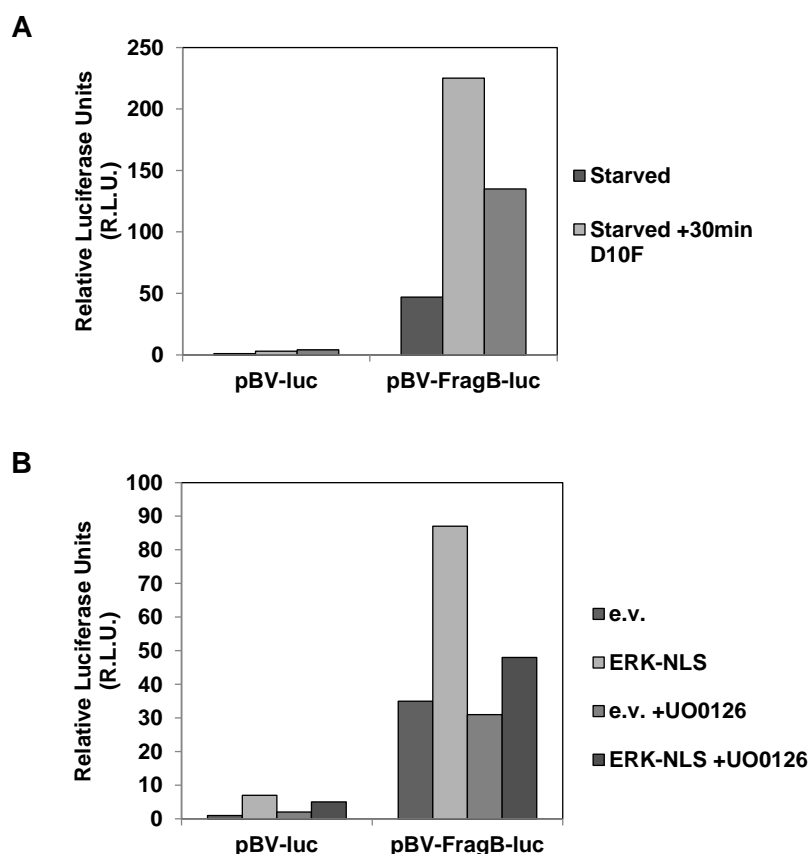 A
Relative Luciferase Units
(R.L.U.)
250
200
150
100
50
0
pBV-luc
pBV-FragB-luc
Starved
Starved +30min
D10F
B
Relative Luciferase Units
(R.L.U.)
100
90
80
70
60
50
40
30
20
10
0
pBV-luc
pBV-FragB-luc
e.v.
ERK-NLS
e.v. +UO0126
ERK-NLS +UO0126